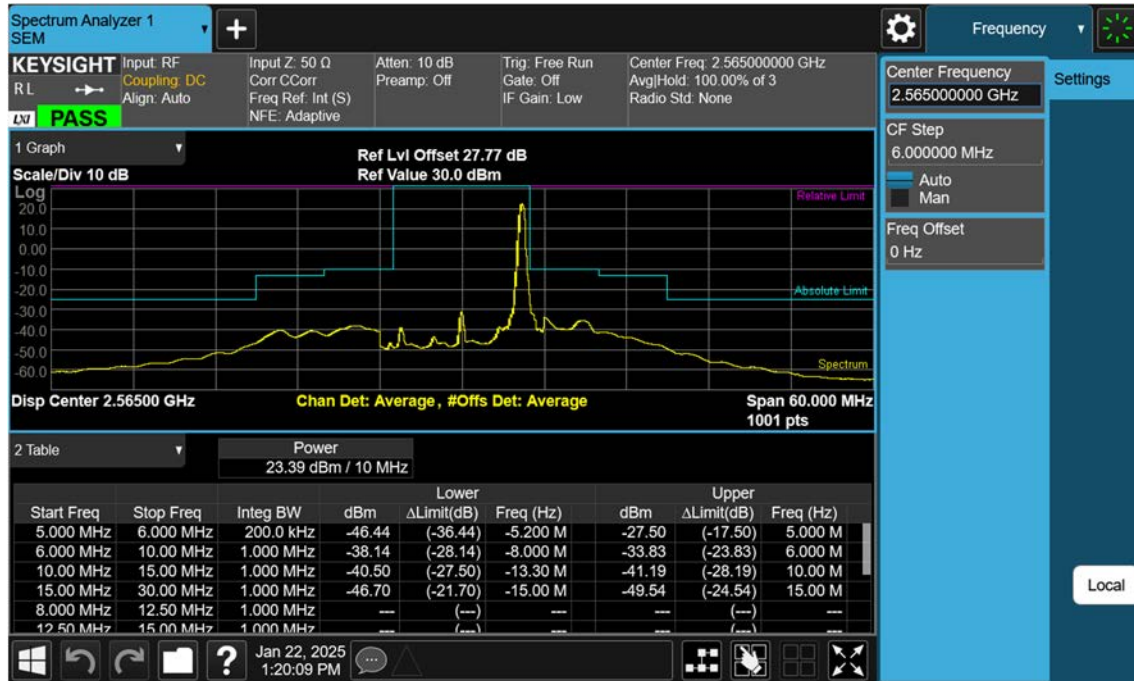 Spectrum Analyzer 1
SEM
Frequency
KEYSIGHT
RL
LXI PASS
Input: RF
Coupling: DC
Align: Auto
Input Z: 50 Ω
Corr CCorr
Freq Ref: Int (S)
NFE: Adaptive
Atten: 10 dB
Preamp: Off
Trig: Free Run
Gate: Off
IF Gain: Low
Center Freq: 2.565000000 GHz
Avg|Hold: 100.00% of 3
Radio Std: None
Center Frequency
2.565000000 GHz
Settings
CF Step
6.000000 MHz
Auto
Man
Freq Offset
0 Hz
Local
1 Graph
Scale/Div 10 dB
Ref Lvl Offset 27.77 dB
Ref Value 30.0 dBm
Log
20.0
10.0
0.00
-10.0
-20.0
-30.0
-40.0
-50.0
-60.0
Relative Limit
Absolute Limit
Spectrum
Disp Center 2.56500 GHz
Chan Det: Average, #Offs Det: Average
Span 60.000 MHz
1001 pts
2 Table
Power
23.39 dBm / 10 MHz
Lower Upper
Start Freq Stop Freq Integ BW dBm ΔLimit(dB) Freq (Hz) dBm ΔLimit(dB) Freq (Hz)
5.000 MHz 6.000 MHz 200.0 kHz -46.44 (-36.44) -5.200 M -27.50 (-17.50) 5.000 M
6.000 MHz 10.00 MHz 1.000 MHz -38.14 (-28.14) -8.000 M -33.83 (-23.83) 6.000 M
10.00 MHz 15.00 MHz 1.000 MHz -40.50 (-27.50) -13.30 M -41.19 (-28.19) 10.00 M
15.00 MHz 30.00 MHz 1.000 MHz -46.70 (-21.70) -15.00 M -49.54 (-24.54) 15.00 M
8.000 MHz 12.50 MHz 1.000 MHz --- (---) --- --- (---) ---
12.50 MHz 15.00 MHz 1.000 MHz --- (---) --- --- (---) ---
?
Jan 22, 2025
1:20:09 PM